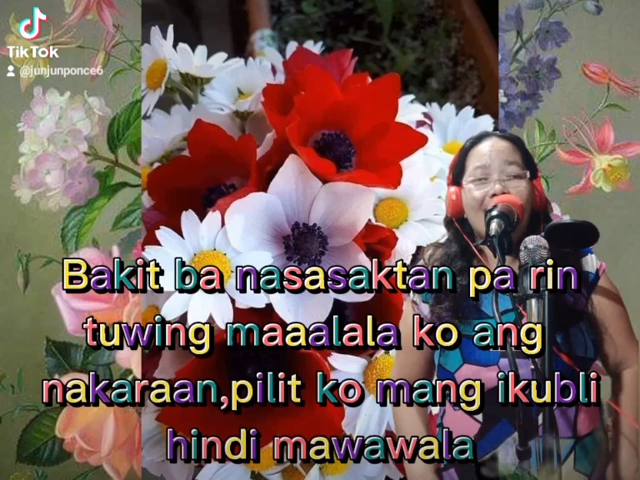 TikTok
@junjunponce6
Bakit ba nasasaktan pa rin
tuwing maaalala ko ang
nakaraan,pilit ko mang ikubli
hindi mawawala